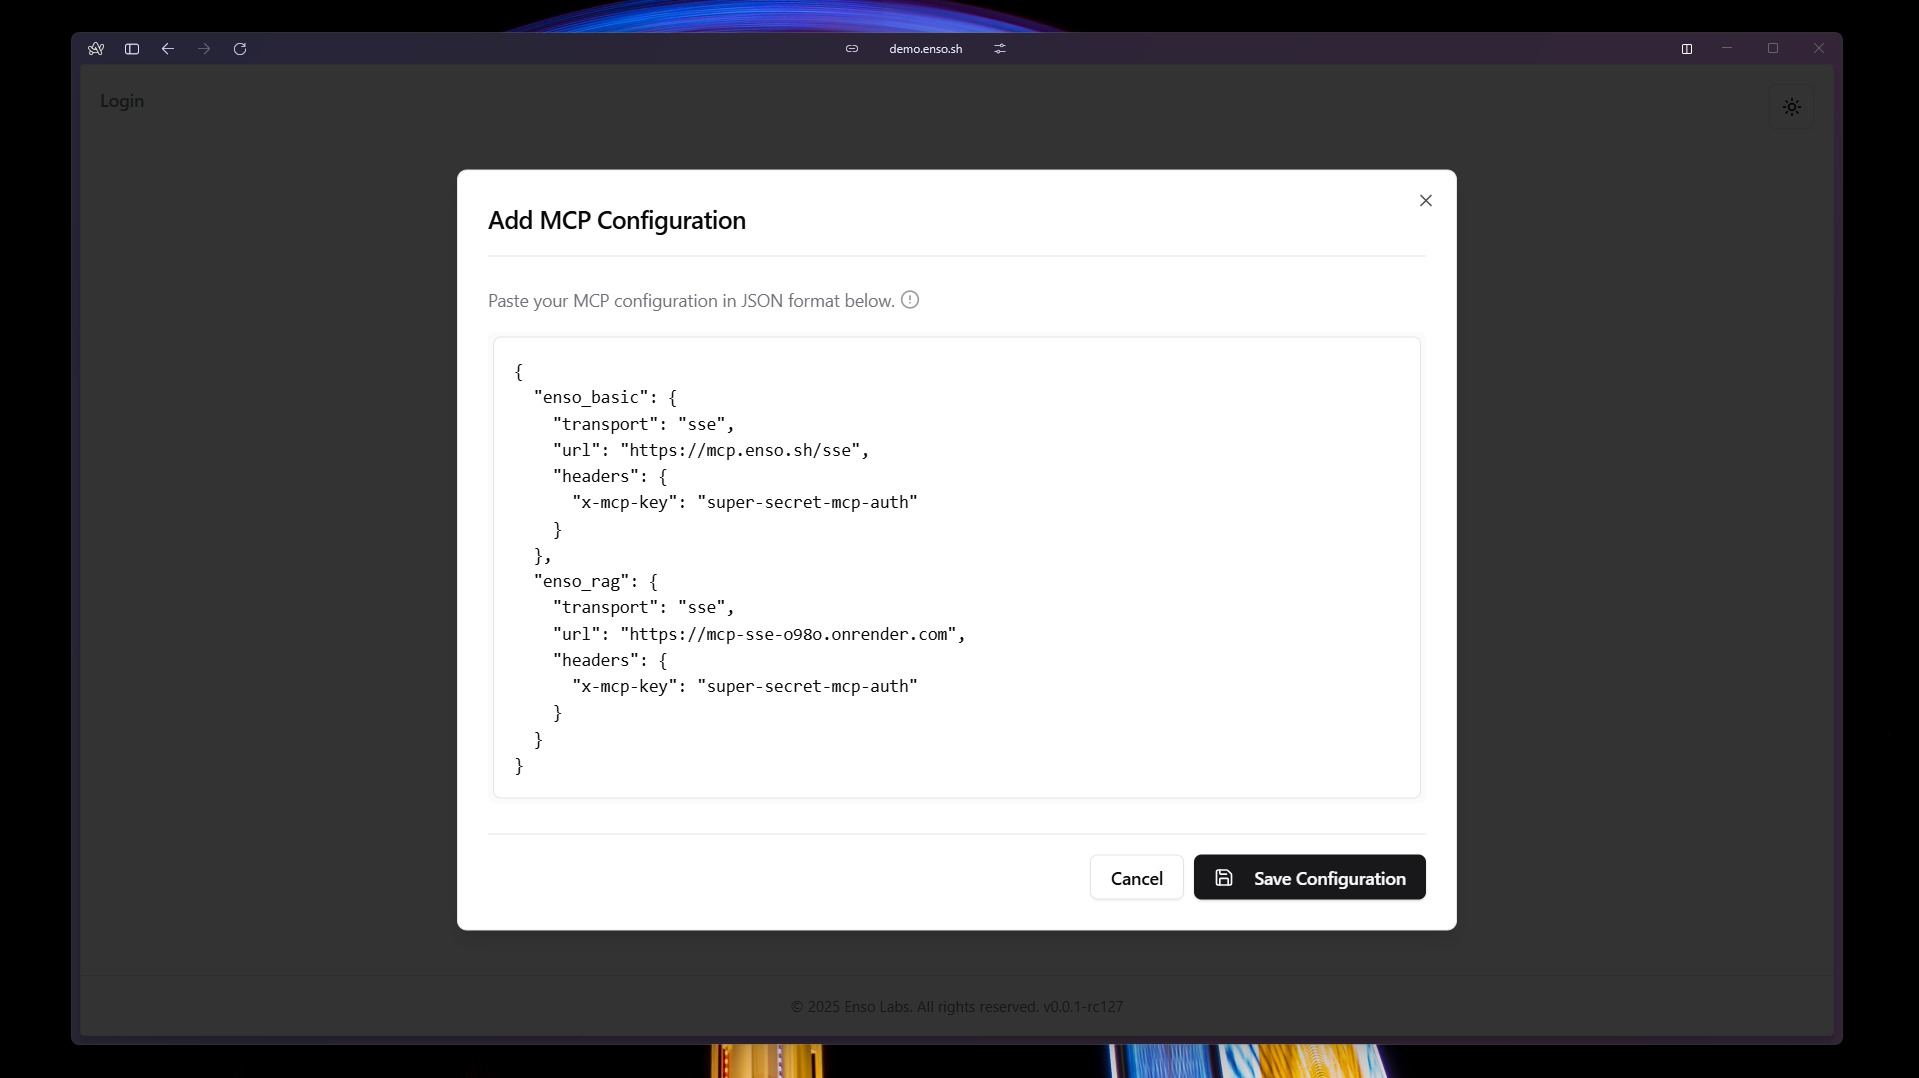 demo.enso.sh
Login
Add MCP Configuration
Paste your MCP configuration in JSON format below.
{
  "enso_basic": {
    "transport": "sse",
    "url": "https://mcp.enso.sh/sse",
    "headers": {
      "x-mcp-key": "super-secret-mcp-auth"
    }
  },
  "enso_rag": {
    "transport": "sse",
    "url": "https://mcp-sse-o98o.onrender.com",
    "headers": {
      "x-mcp-key": "super-secret-mcp-auth"
    }
  }
}
Cancel
Save Configuration
© 2025 Enso Labs. All rights reserved. v0.0.1-rc127